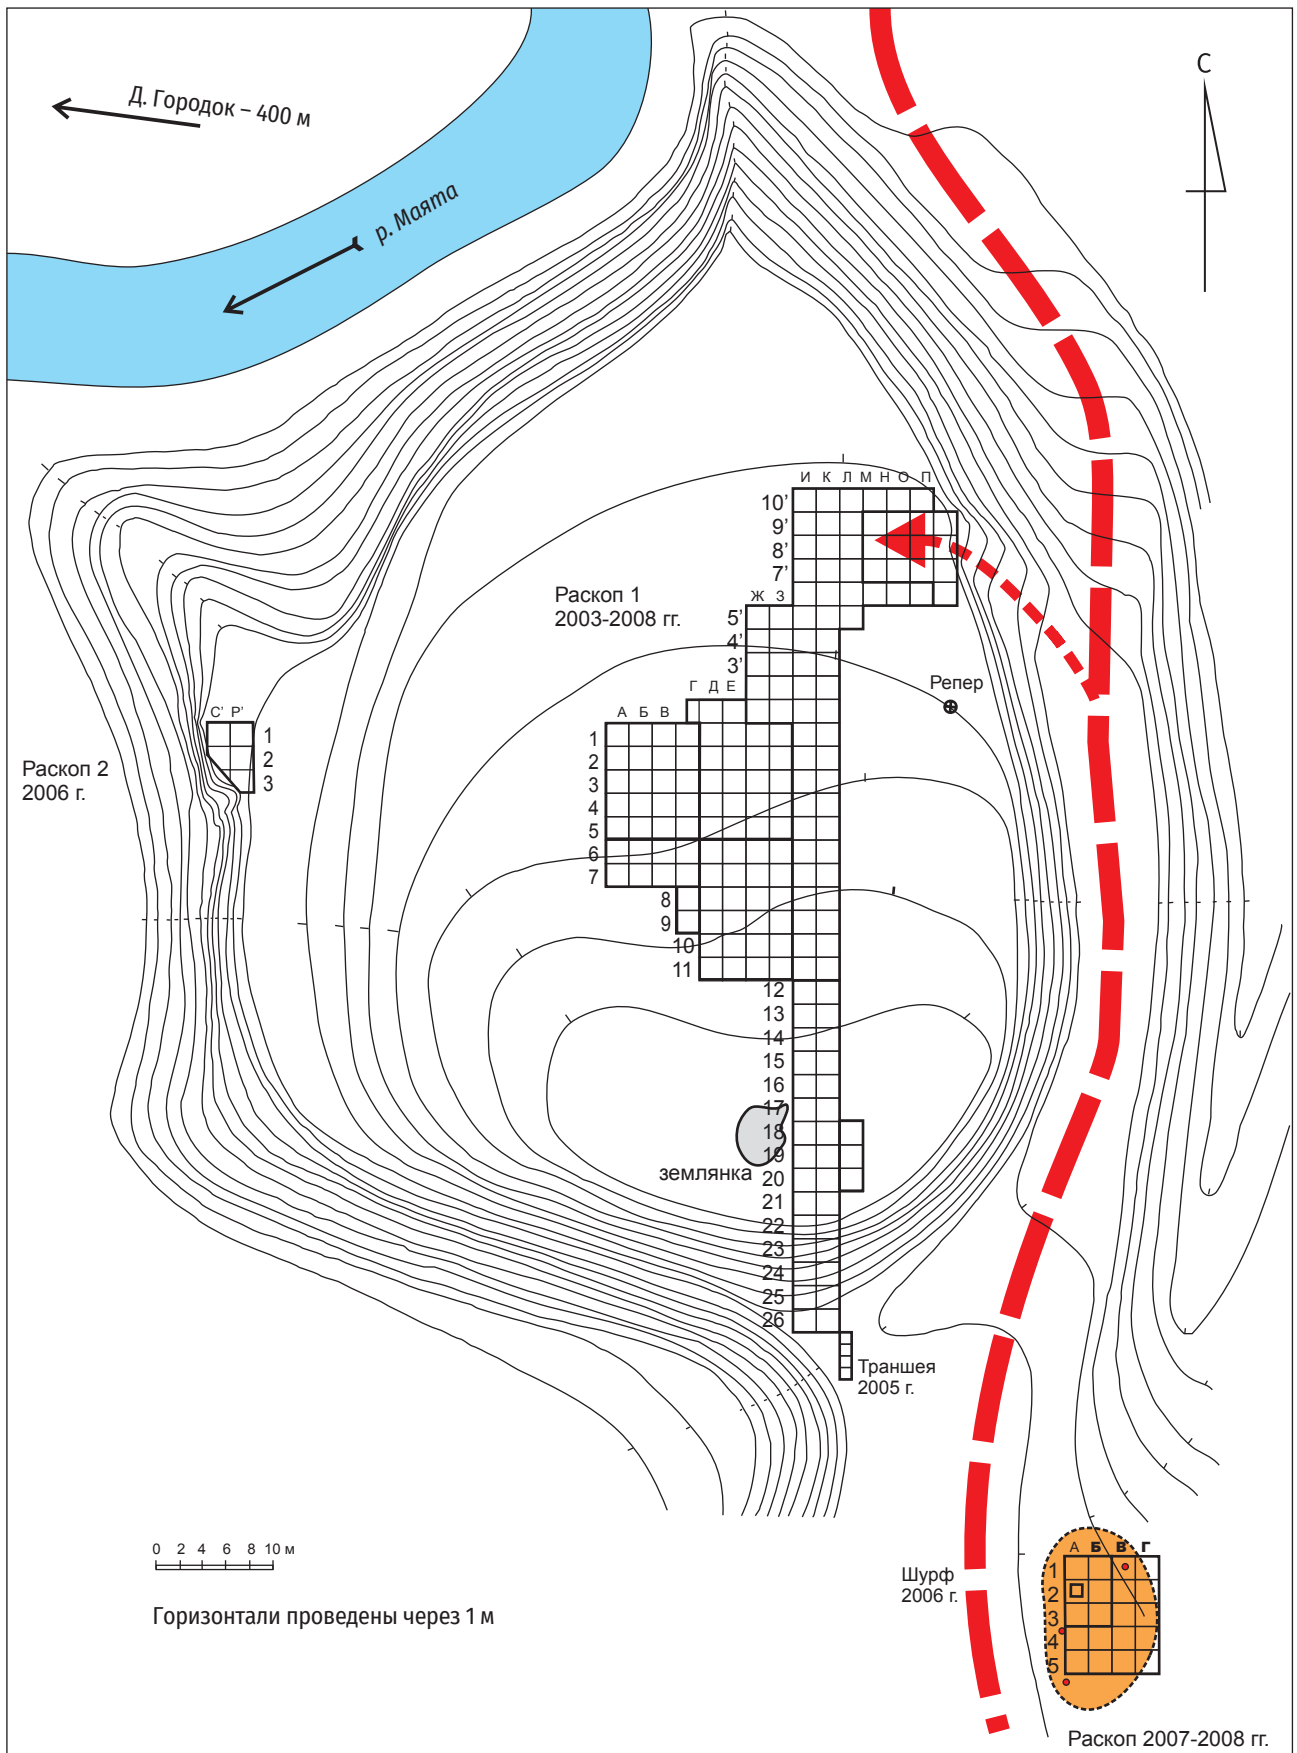 С
Д. Городок – 400 м
р. Маята
И К Л М Н О П
10’
9’
8’
7’
Раскоп 1
2003-2008 гг.
Ж З
5’
4’
3’
Репер
Г Д Е
А Б В
С’ Р’
1
2
3
Раскоп 2
2006 г.
1
2
3
4
5
6
7
8
9
10
11
12
13
14
15
16
17
18
19
20
21
22
23
24
25
26
землянка
Траншея
2005 г.
0 2 4 6 8 10 м
Горизонтали проведены через 1 м
Шурф
2006 г.
А Б В Г
1
2
3
4
5
Раскоп 2007-2008 гг.